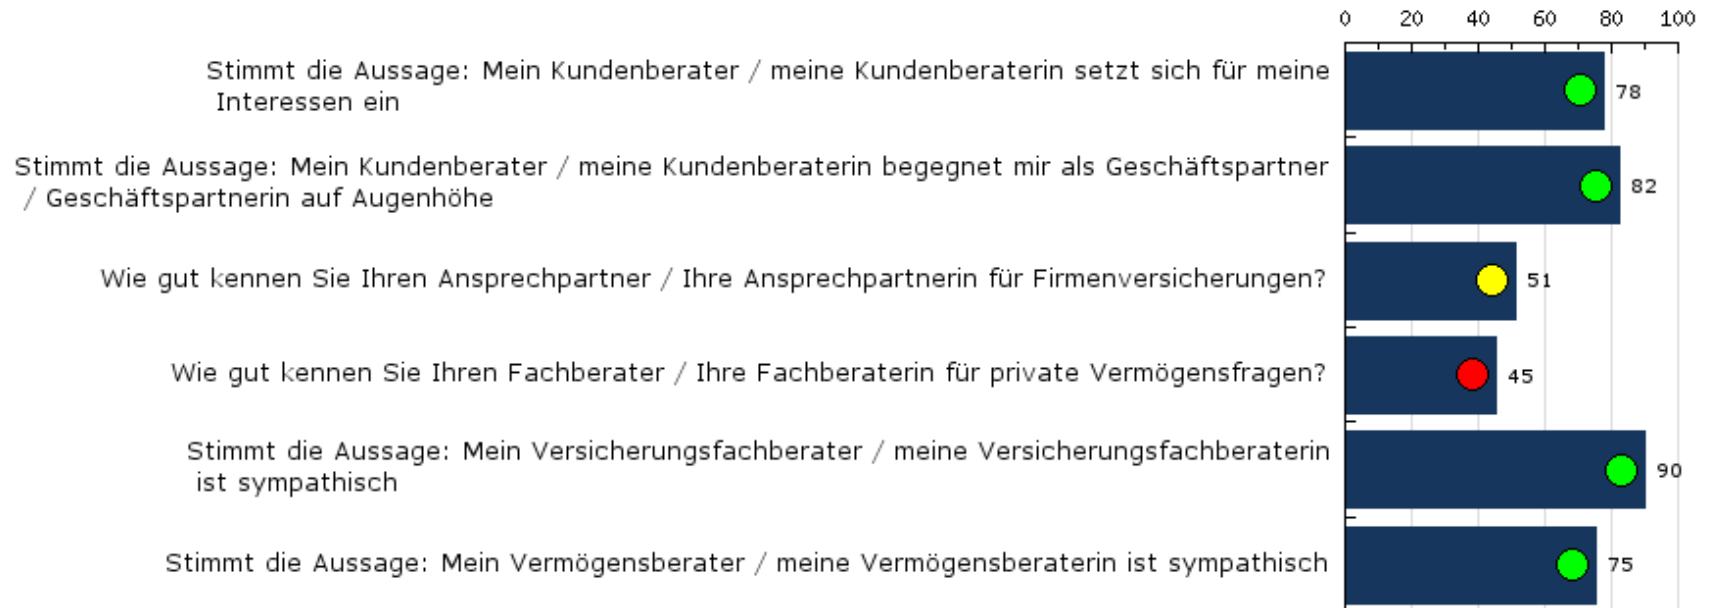 0 20 40 60 80 100
Stimmt die Aussage: Mein Kundenberater / meine Kundenberaterin setzt sich für meine
Interessen ein
78
Stimmt die Aussage: Mein Kundenberater / meine Kundenberaterin begegnet mir als Geschäftspartner
/ Geschäftspartnerin auf Augenhöhe
82
Wie gut kennen Sie Ihren Ansprechpartner / Ihre Ansprechpartnerin für Firmenversicherungen?
51
Wie gut kennen Sie Ihren Fachberater / Ihre Fachberaterin für private Vermögensfragen?
45
Stimmt die Aussage: Mein Versicherungsfachberater / meine Versicherungsfachberaterin
ist sympathisch
90
Stimmt die Aussage: Mein Vermögensberater / meine Vermögensberaterin ist sympathisch
75